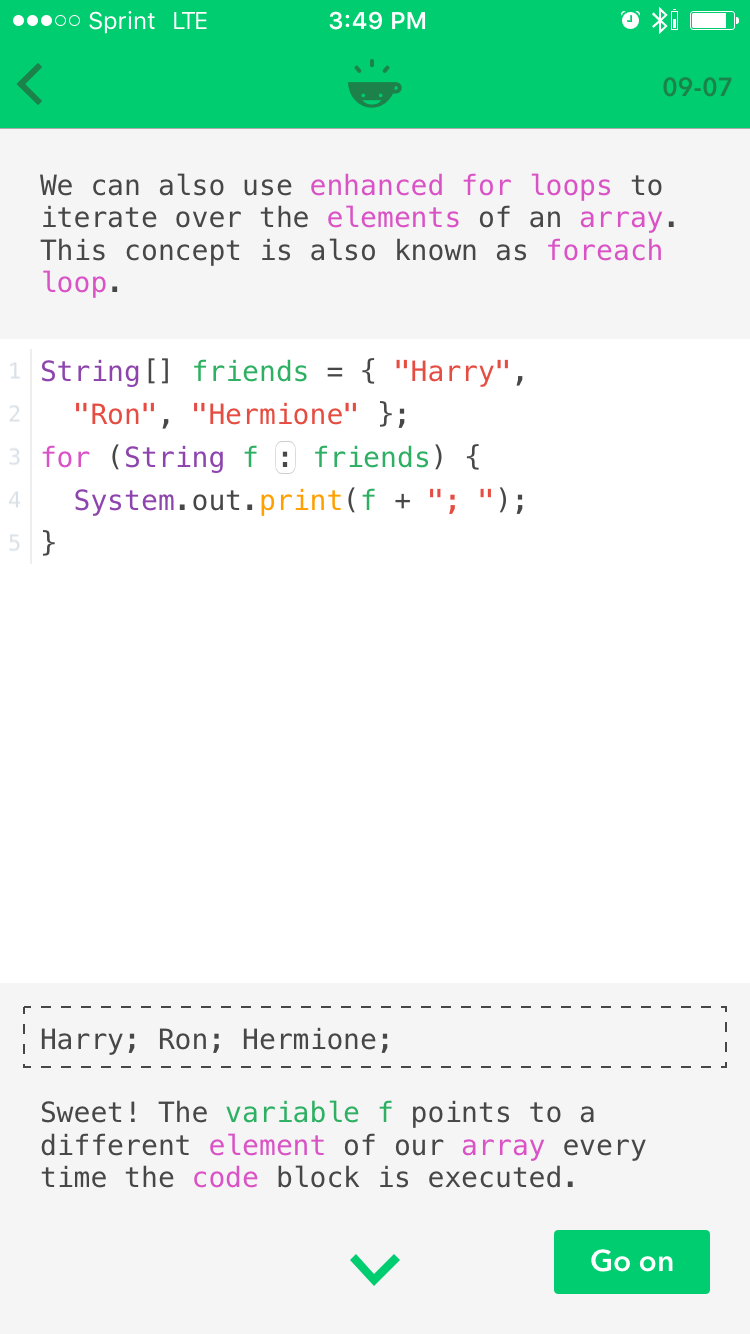 Sprint LTE 3:49 PM
09-07
We can also use enhanced for loops to
iterate over the elements of an array.
This concept is also known as foreach
loop.
1 String[] friends = { "Harry",
2 "Ron", "Hermione" };
3 for (String f : friends) {
4 System.out.print(f + "; ");
5 }
Harry; Ron; Hermione;
Sweet! The variable f points to a
different element of our array every
time the code block is executed.
Go on